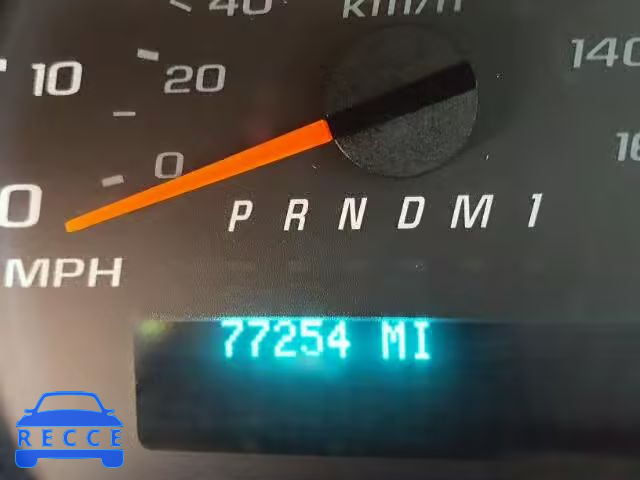 40 km/h
10 20 140
0
0 P R N D M 1
MPH
77254 MI
RECCE